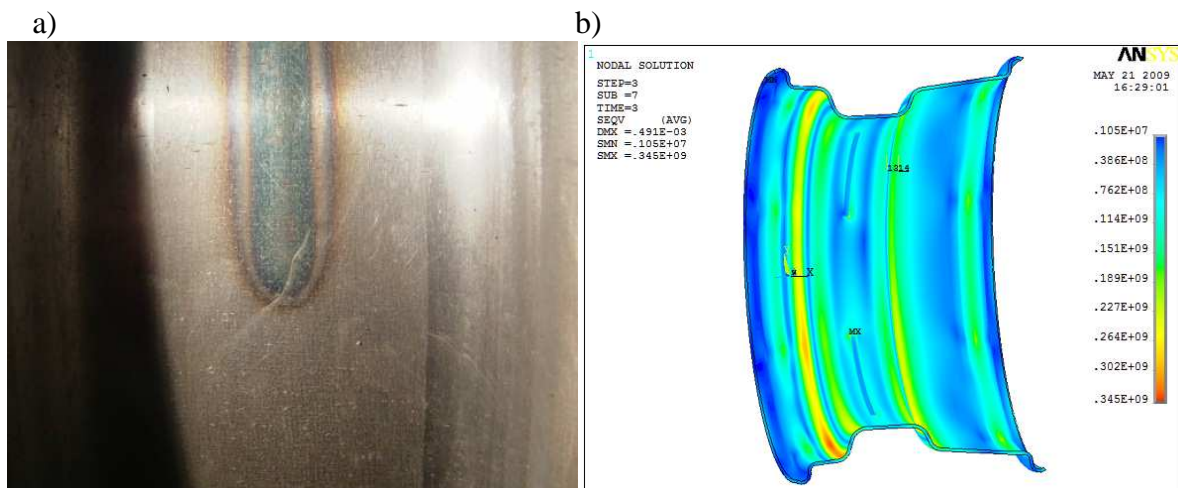 a)
b)
1
NODAL SOLUTION
STEP=3
SUB =7
TIME=3
SEQV (AVG)
DMX =.491E-03
SMN =.105E+07
SMX =.345E+09
ANSYS
MAY 21 2009
16:29:01
.105E+07
.386E+08
.762E+08
.114E+09
.151E+09
.189E+09
.227E+09
.264E+09
.302E+09
.345E+09
X
MX